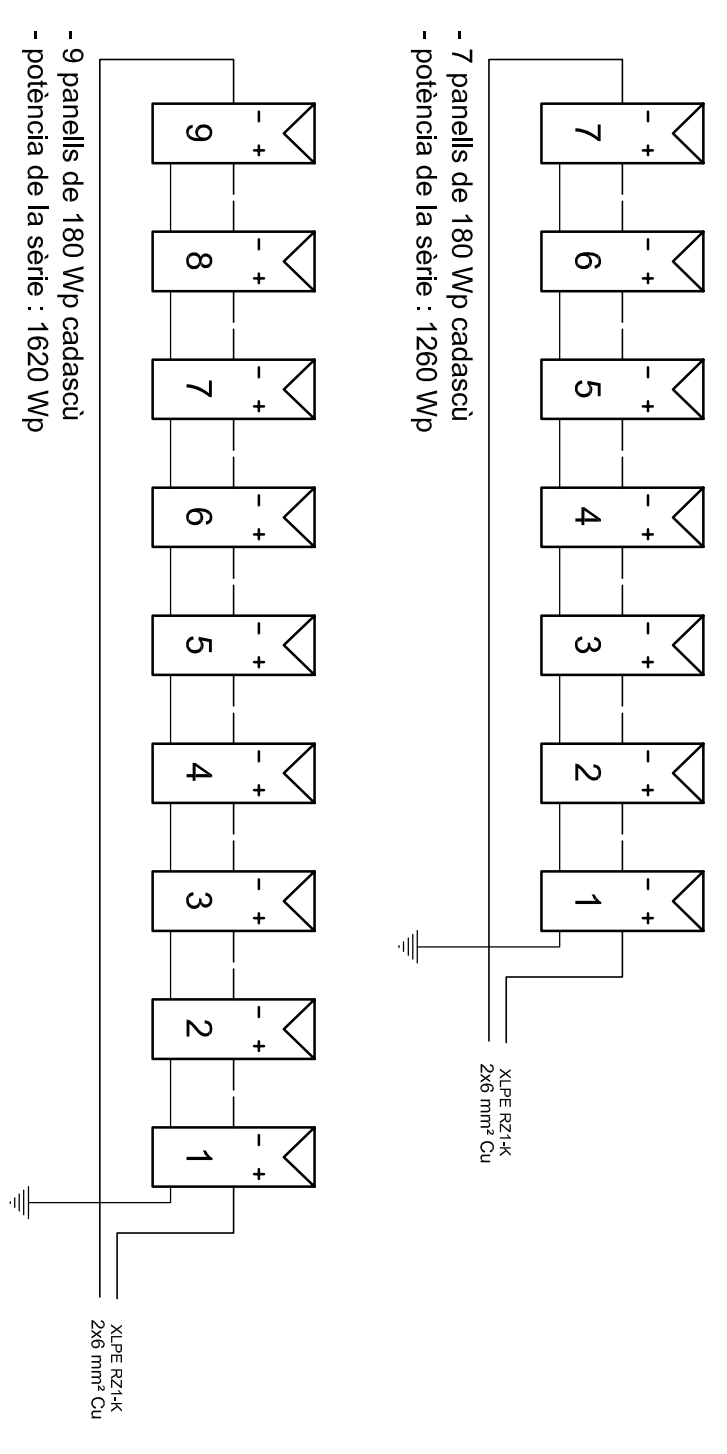 - + - + - + - + - + - + - +
7 6 5 4 3 2 1
XLPE RZ1-K
2x6 mm² Cu
- 7 panells de 180 Wp cadascù
- potència de la sèrie : 1260 Wp
- + - + - + - + - + - + - + - + - +
9 8 7 6 5 4 3 2 1
XLPE RZ1-K
2x6 mm² Cu
- 9 panells de 180 Wp cadascù
- potència de la sèrie : 1620 Wp